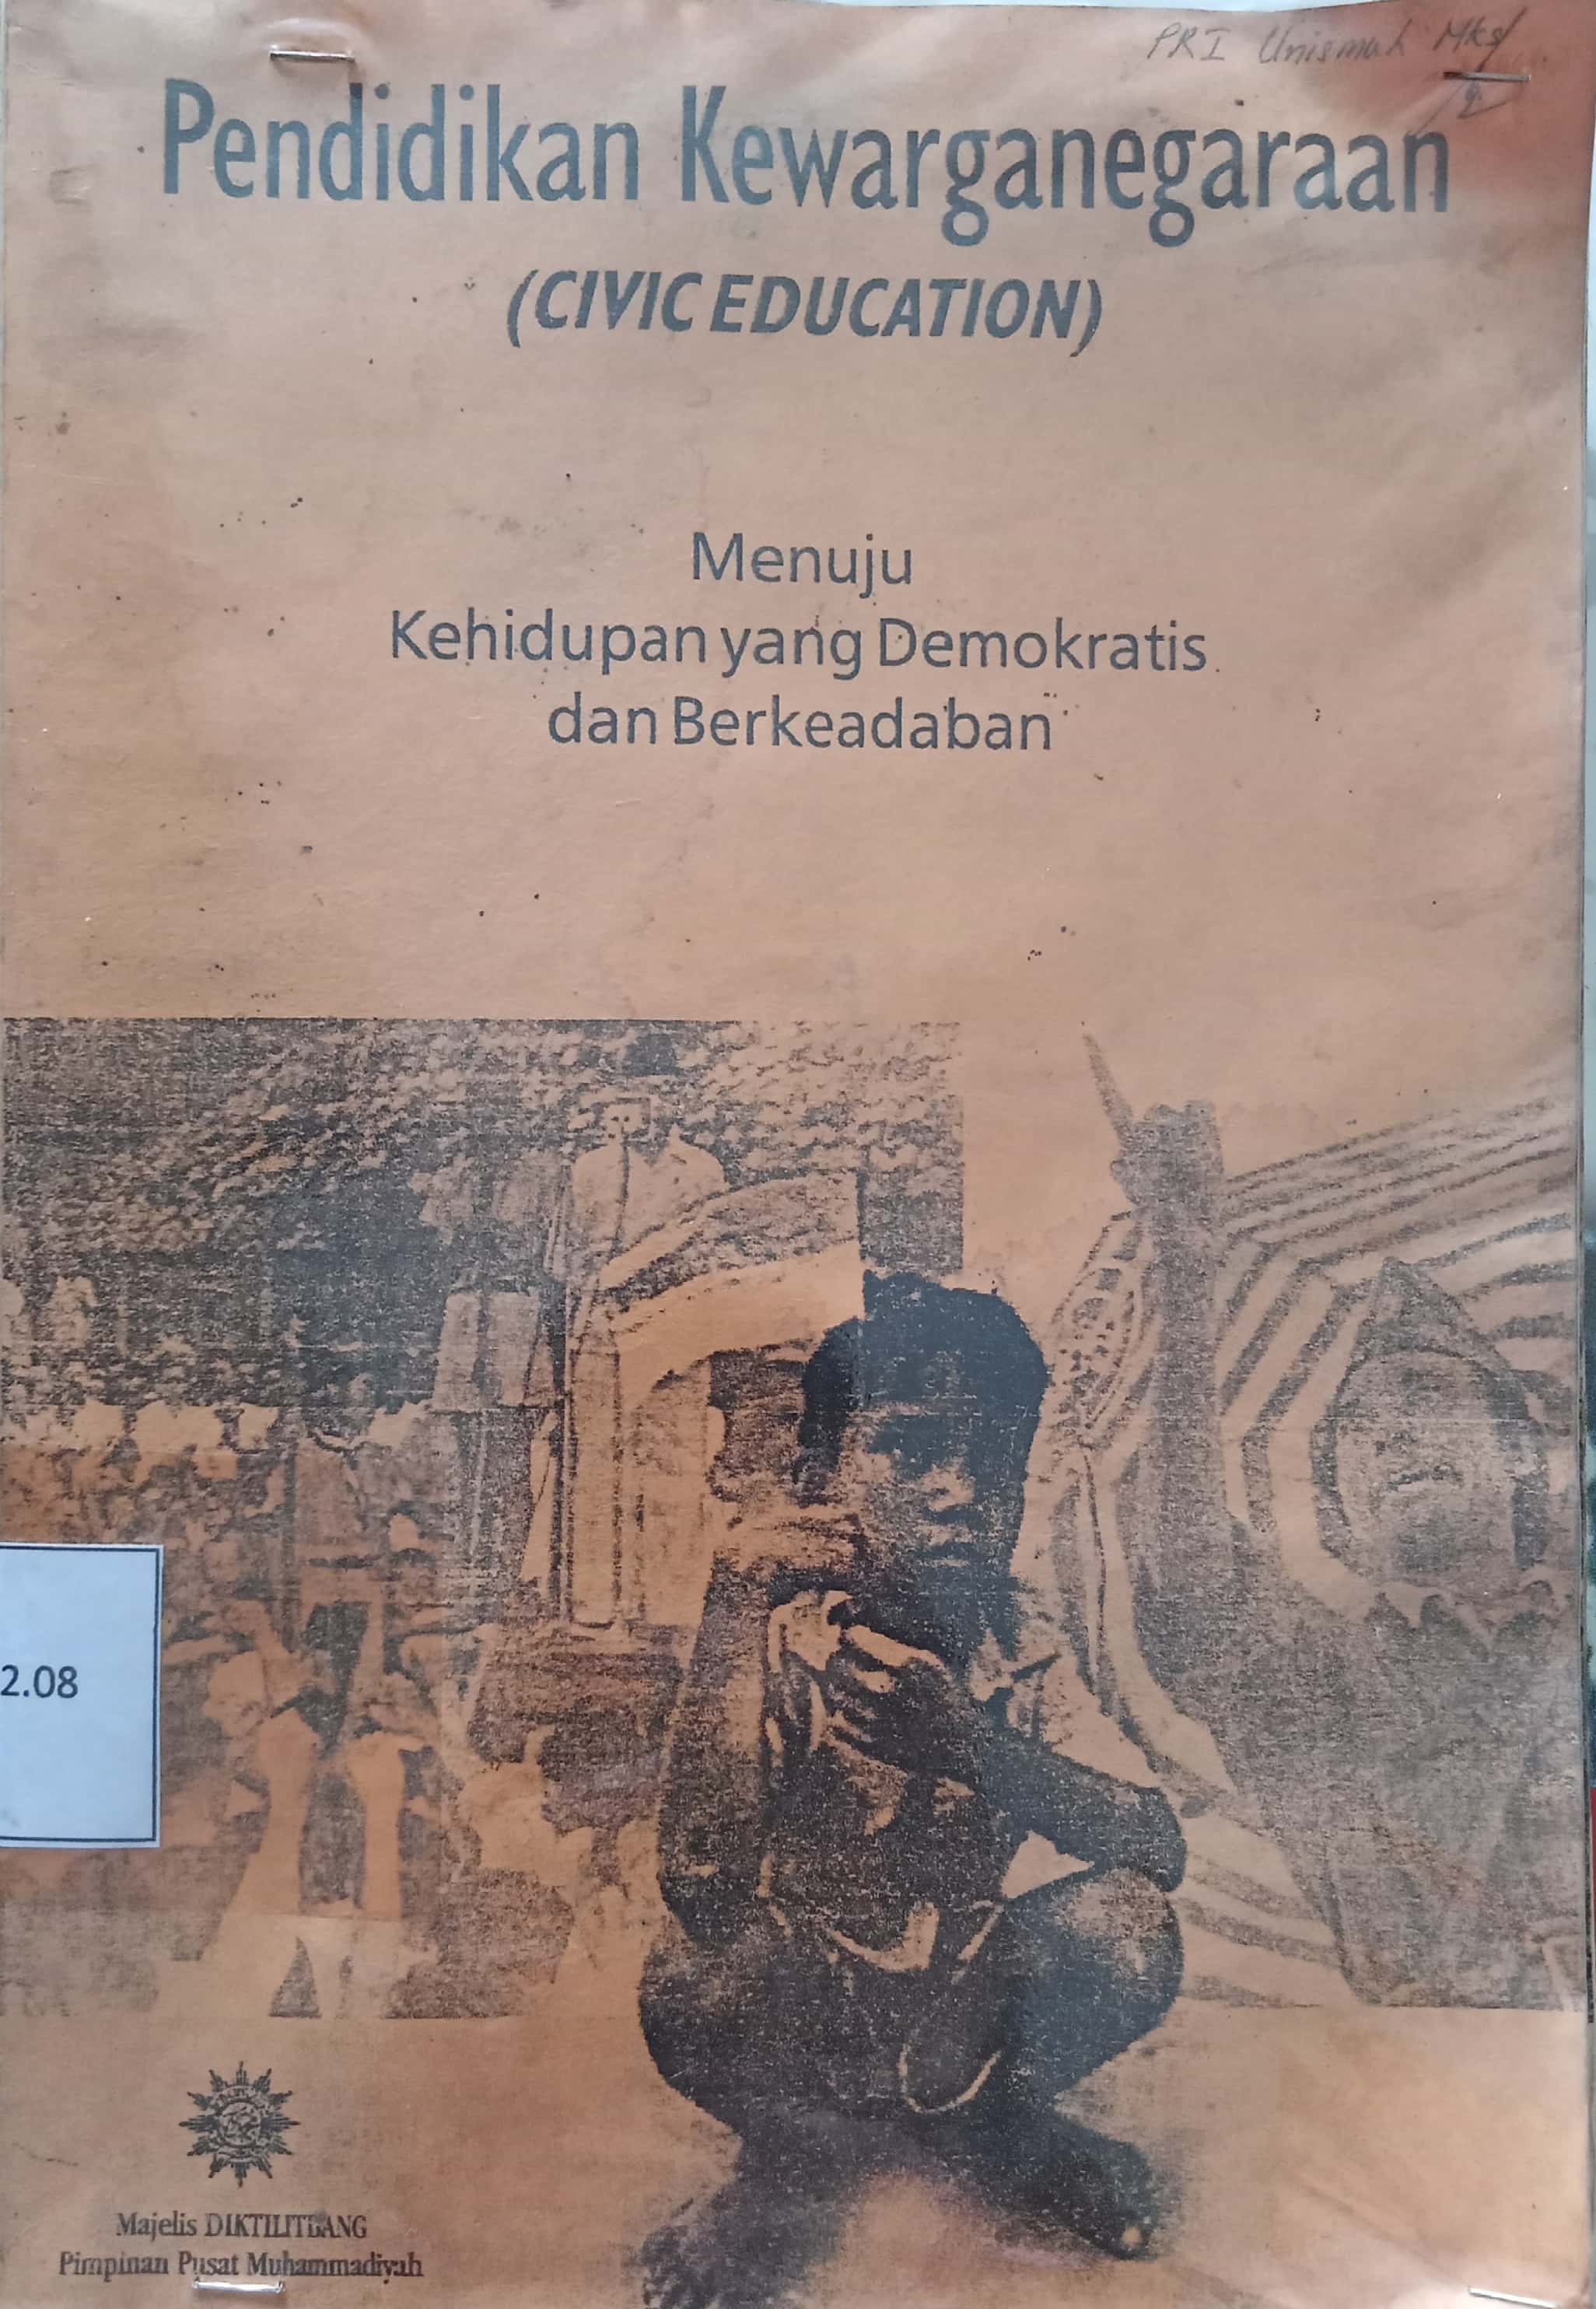 PRI Unismuh Mks
Pendidikan Kewarganegaraan
(CIVIC EDUCATION)
Menuju
Kehidupan yang Demokratis
dan Berkeadaban
2.08
Majelis DIKTILITBANG
Pimpinan Pusat Muhammadiyah